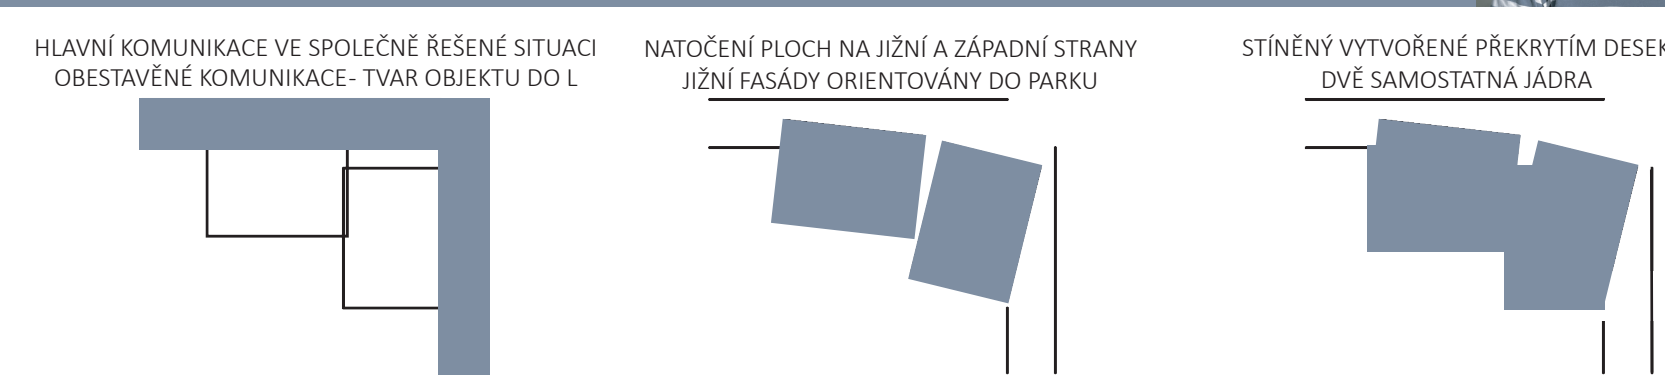 HLAVNÍ KOMUNIKACE VE SPOLEČNĚ ŘEŠENÉ SITUACI
OBESTAVĚNÉ KOMUNIKACE- TVAR OBJEKTU DO L
NATOČENÍ PLOCH NA JIŽNÍ A ZÁPADNÍ STRANY
JIŽNÍ FASÁDY ORIENTOVÁNY DO PARKU
STÍNĚNÝ VYTVOŘENÉ PŘEKRYTÍM DESEK
DVĚ SAMOSTATNÁ JÁDRA